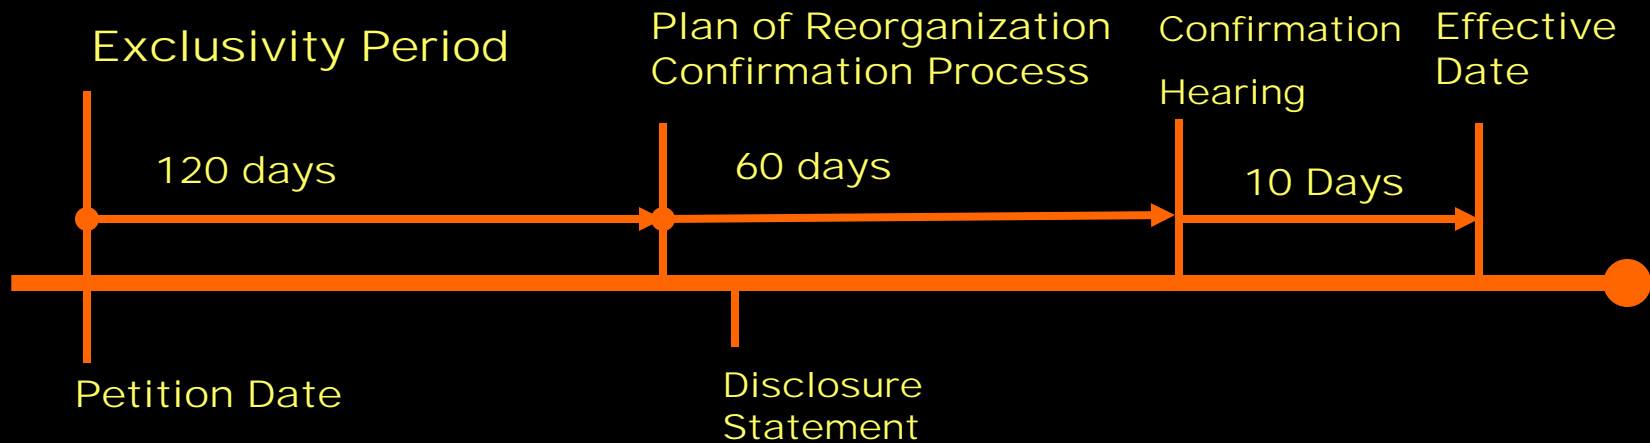 Exclusivity Period
Plan of Reorganization
Confirmation Process
Confirmation
Hearing
Effective
Date
120 days
60 days
10 Days
Petition Date
Disclosure
Statement